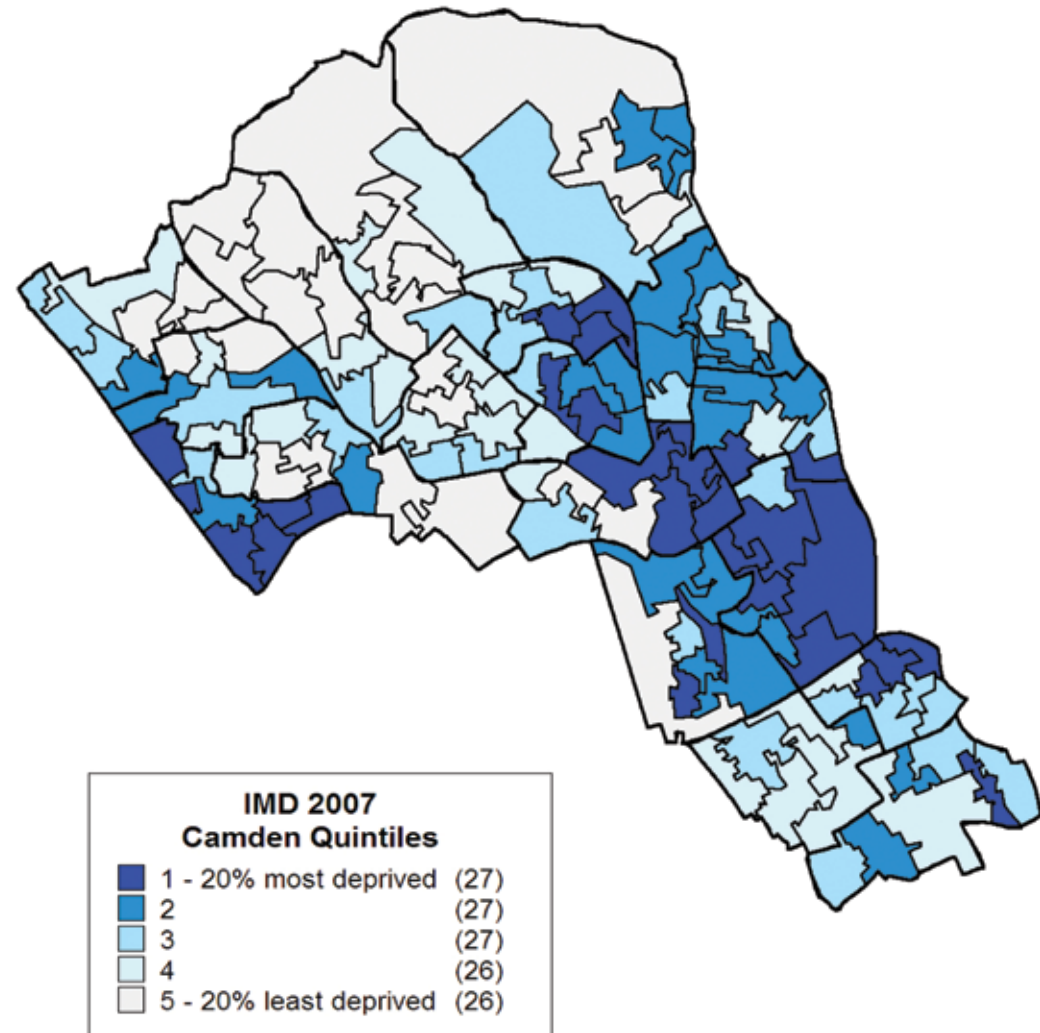 IMD 2007
Camden Quintiles
1 - 20% most deprived (27)
2 (27)
3 (27)
4 (26)
5 - 20% least deprived (26)